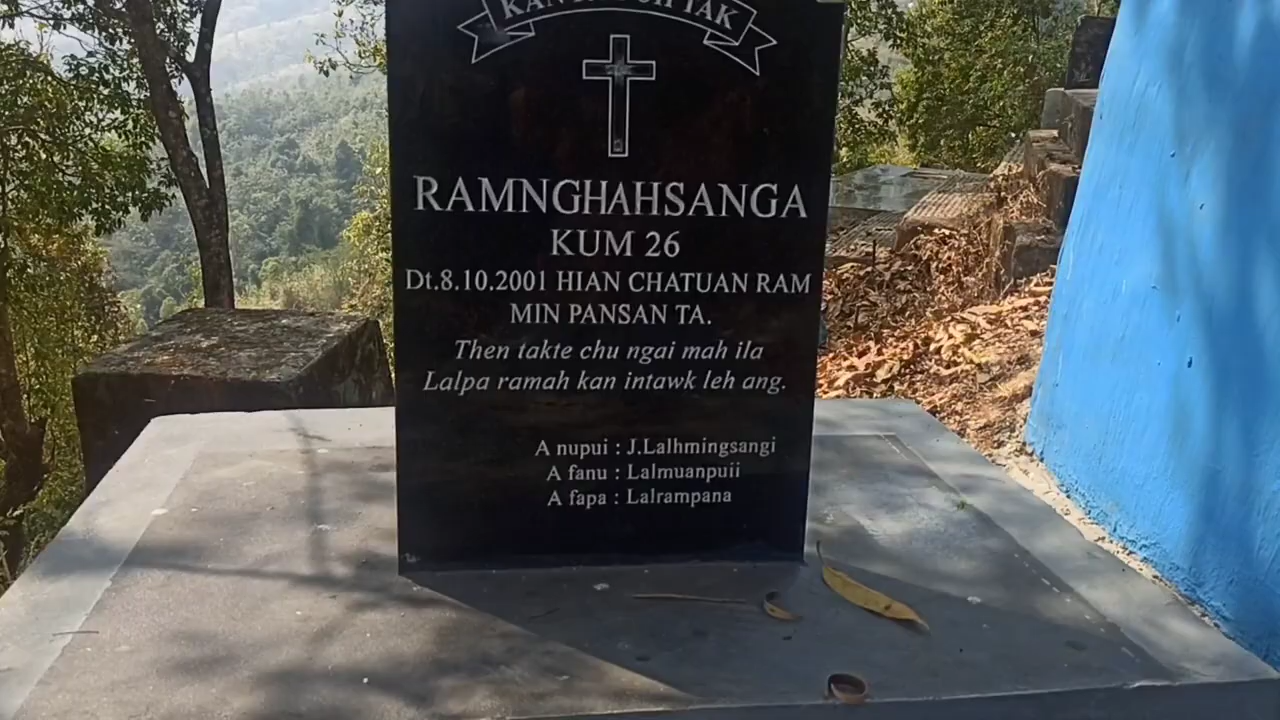 TAK
RAMNGHAHSANGA
KUM 26
Dt.8.10.2001 HIAN CHATUAN RAM
MIN PANSAN TA.
Then takte chu ngai mah ila
Lalpa ramah kan intawk leh ang.
A nupui : J.Lalhmingsangi
A fanu : Lalmuanpuii
A fapa : Lalrampana